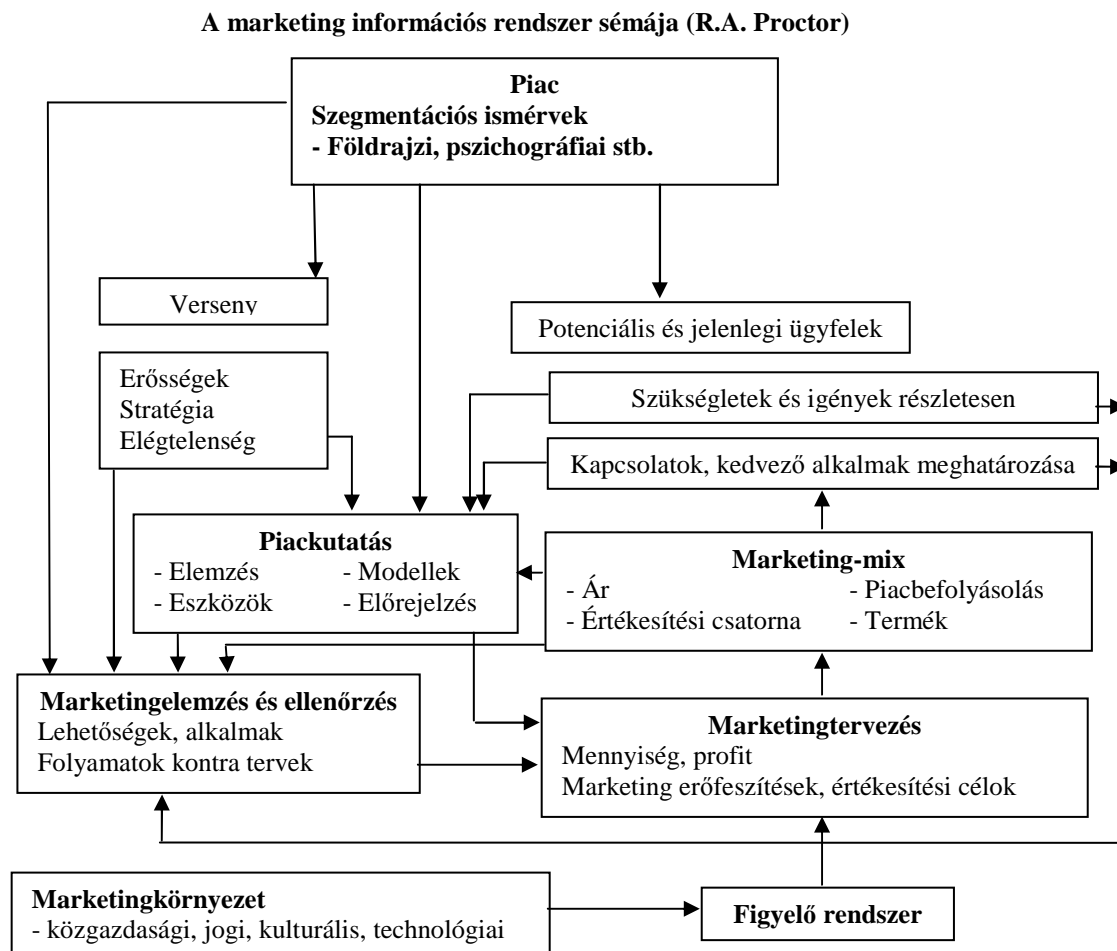 A marketing információs rendszer sémája (R.A. Proctor)
Piac
Szegmentációs ismérvek
- Földrajzi, pszichográfiai stb.
Verseny
Potenciális és jelenlegi ügyfelek
Erősségek
Stratégia
Elégtelenség
Szükségletek és igények részletesen
Kapcsolatok, kedvező alkalmak meghatározása
Piackutatás
- Elemzés - Modellek
- Eszközök - Előrejelzés
Marketing-mix
- Ár - Piacbefolyásolás
- Értékesítési csatorna - Termék
Marketingelemzés és ellenőrzés
Lehetőségek, alkalmak
Folyamatok kontra tervek
Marketingtervezés
Mennyiség, profit
Marketing erőfeszítések, értékesítési célok
Marketingkörnyezet
- közgazdasági, jogi, kulturális, technológiai
Figyelő rendszer